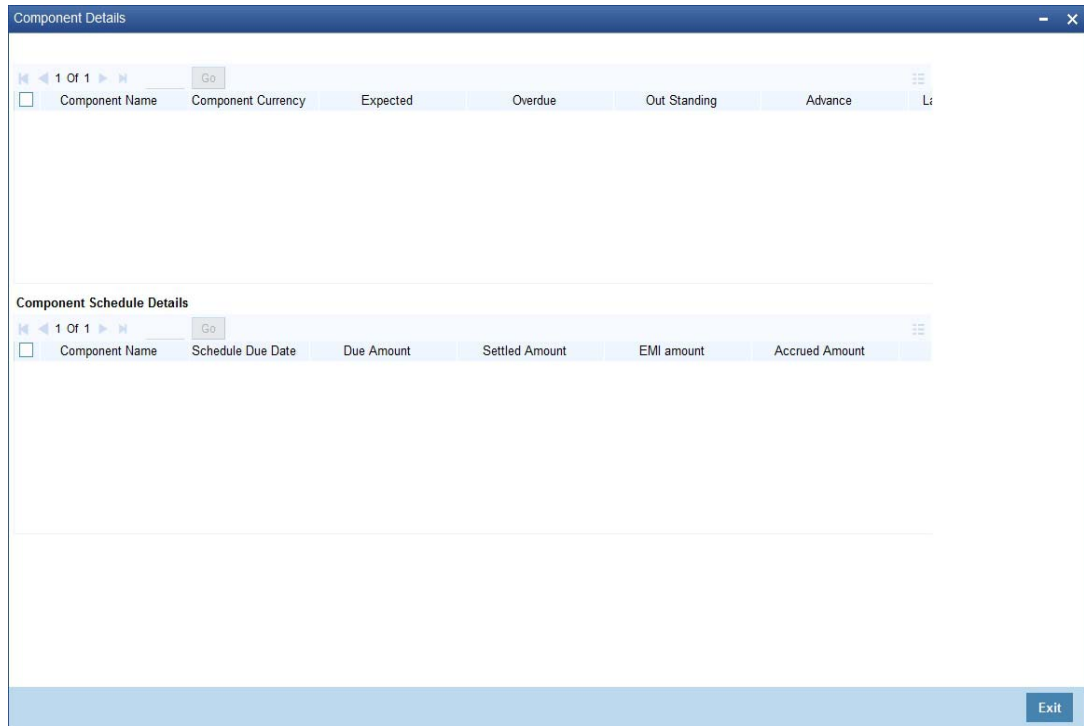 Component Details
1 Of 1 Go
Component Name Component Currency Expected Overdue Out Standing Advance
Component Schedule Details
1 Of 1 Go
Component Name Schedule Due Date Due Amount Settled Amount EMI amount Accrued Amount
Exit